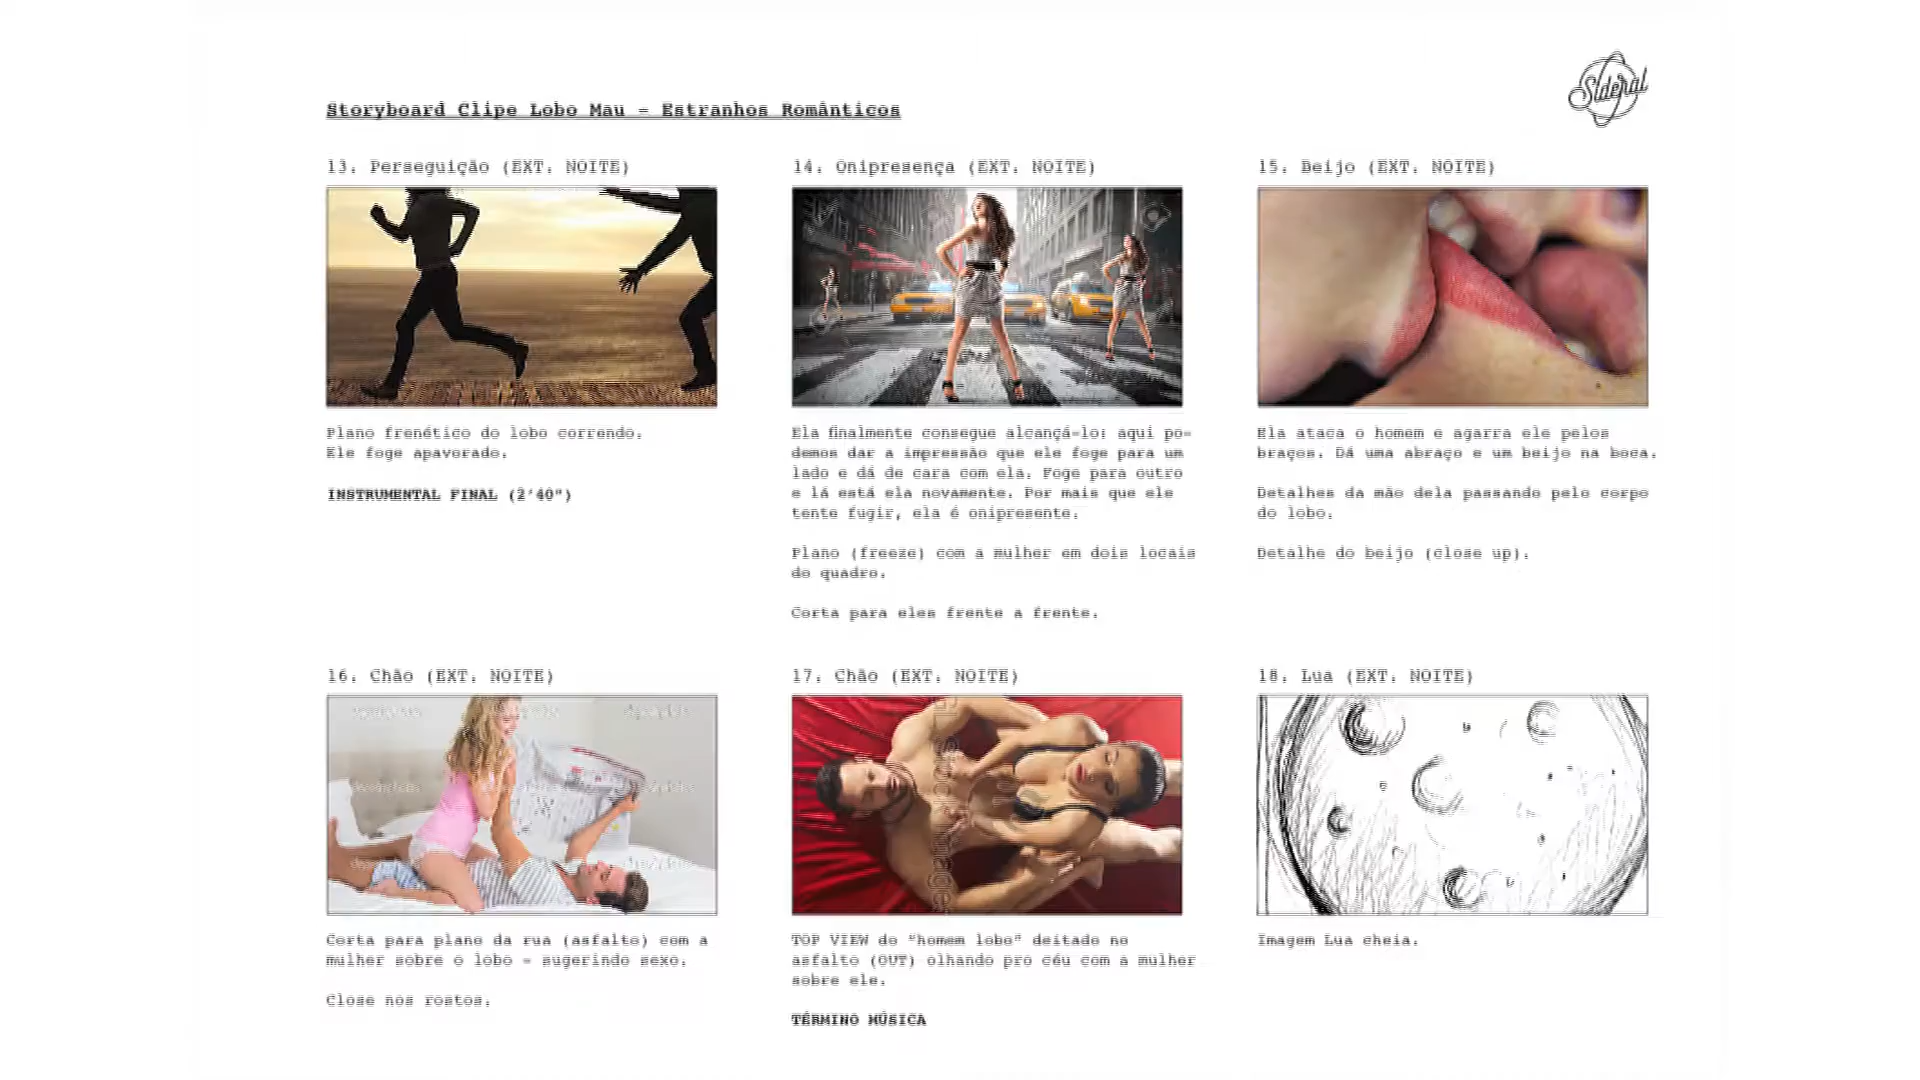 Sideral
Storyboard Clipe Lobo Mau - Estranhos Românticos
13. Perseguição (EXT. NOITE)
Plano frenético do lobo correndo.
Ele foge apavorado.
INSTRUMENTAL FINAL (2'40")
14. Onipresença (EXT. NOITE)
Ela finalmente consegue alcançá-lo: aqui po-
demos dar a impressão que ele foge para um
lado e dá de cara com ela. Foge para outro
e lá está ela novamente. Por mais que ele
tente fugir, ela é onipresente.
Plano (freeze) com a mulher em dois locais
do quadro.
Corta para eles frente a frente.
15. Beijo (EXT. NOITE)
Ela ataca o homem e agarra ele pelos
braços. Dá uma abraço e um beijo na boca.
Detalhes da mão dela passando pelo corpo
do lobo.
Detalhe do beijo (close up).
16. Chão (EXT. NOITE)
Corta para plano da rua (asfalto) com a
mulher sobre o lobo - sugerindo sexo.
Close nos rostos.
17. Chão (EXT. NOITE)
TOP VIEW do "homem lobo" deitado no
asfalto (OUT) olhando pro céu com a mulher
sobre ele.
TÉRMINO MÚSICA
18. Lua (EXT. NOITE)
Imagem Lua cheia.